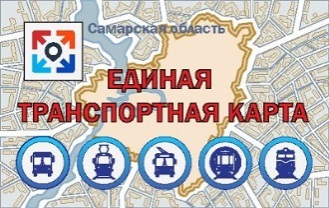 Самарская область
ЕДИНАЯ
ТРАНСПОРТНАЯ КАРТА